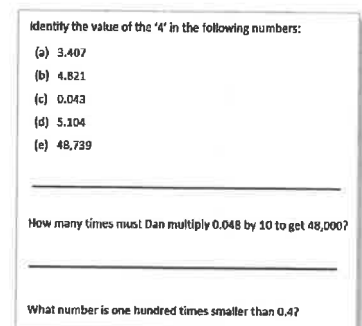 Identify the value of the '4' in the following numbers:
(a) 3.407
(b) 4.821
(c) 0.043
(d) 5.104
(e) 48,739
How many times must Dan multiply 0.048 by 10 to get 48,000?
What number is one hundred times smaller than 0.4?